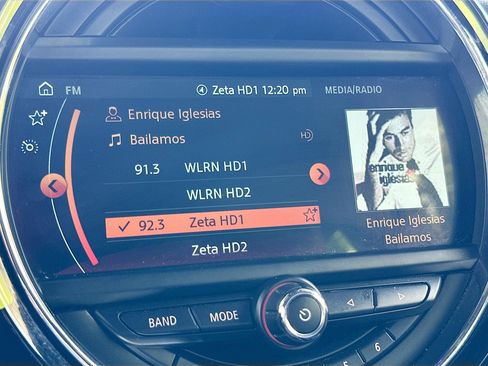 FM
Zeta HD1 12:20 pm
MEDIA/RADIO
Enrique Iglesias
Bailamos
HD
91.3 WLRN HD1
WLRN HD2
92.3 Zeta HD1
Zeta HD2
enrique
iglesias
Enrique Iglesias
Bailamos
BAND
MODE
5
6